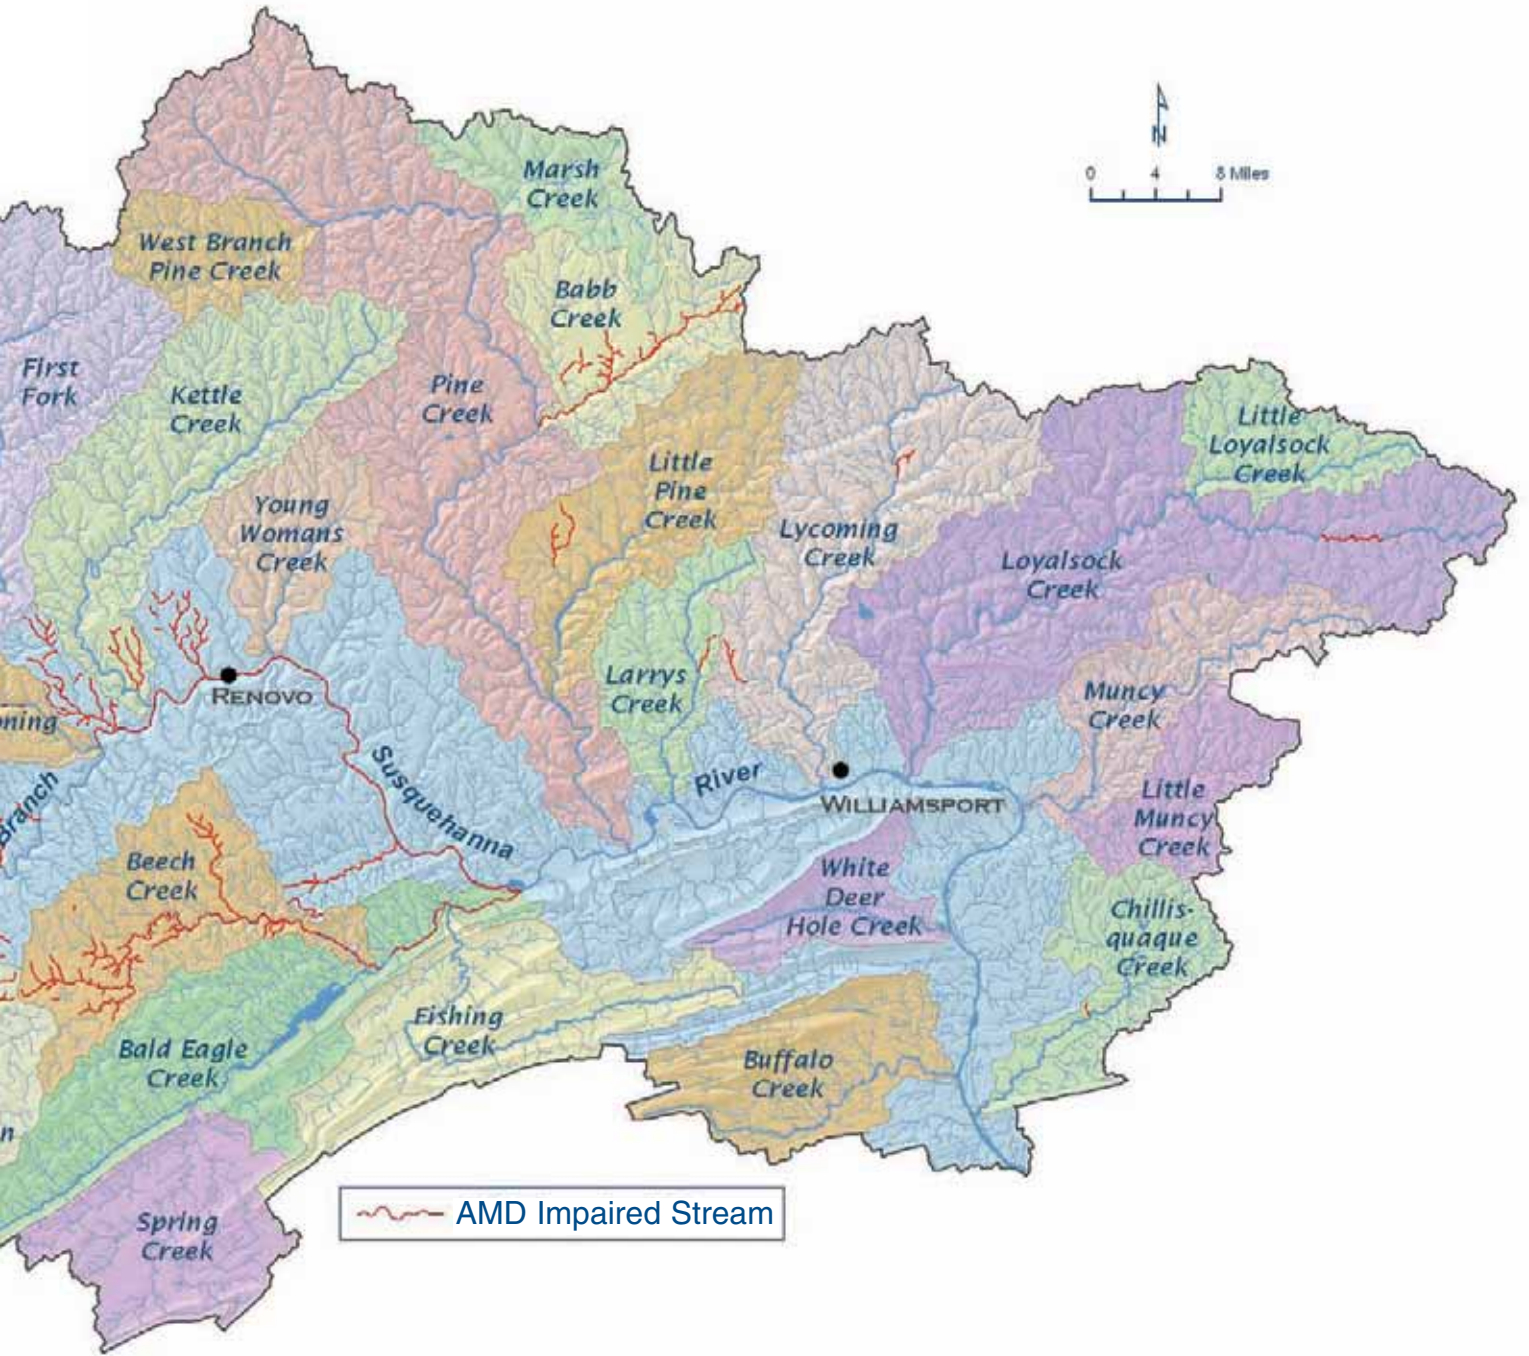 Marsh
Creek
N
0 4 8 Miles
West Branch
Pine Creek
Babb
Creek
First
Fork
Kettle
Creek
Pine
Creek
Little
Loyalsock
Creek
Little
Pine
Creek
Young
Womans
Creek
Lycoming
Creek
Loyalsock
Creek
Larrys
Creek
RENOVO
Muncy
Creek
oning
Susquehanna
River
WILLIAMSPORT
Branch
Little
Muncy
Creek
Beech
Creek
White
Deer
Hole Creek
Chillis-
quaque
Creek
Fishing
Creek
Bald Eagle
Creek
Buffalo
Creek
n
Spring
Creek
AMD Impaired Stream